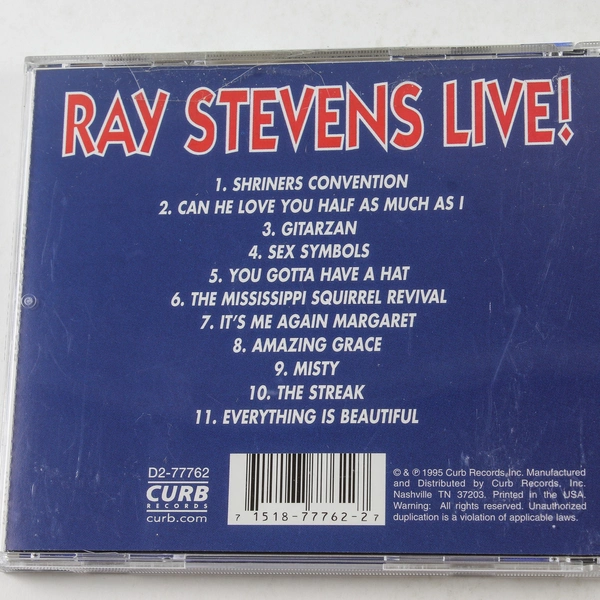 RAY STEVENS LIVE!
1. SHRINERS CONVENTION
2. CAN HE LOVE YOU HALF AS MUCH AS I
3. GITARZAN
4. SEX SYMBOLS
5. YOU GOTTA HAVE A HAT
6. THE MISSISSIPPI SQUIRREL REVIVAL
7. IT'S ME AGAIN MARGARET
8. AMAZING GRACE
9. MISTY
10. THE STREAK
11. EVERYTHING IS BEAUTIFUL
D2-77762
CURB
RECORDS
curb.com
7 1518-77762-2 7
© & ℗ 1995 Curb Records, Inc. Manufactured
and Distributed by Curb Records, Inc.
Nashville TN 37203. Printed in the USA.
Warning: All rights reserved. Unauthorized
duplication is a violation of applicable laws.